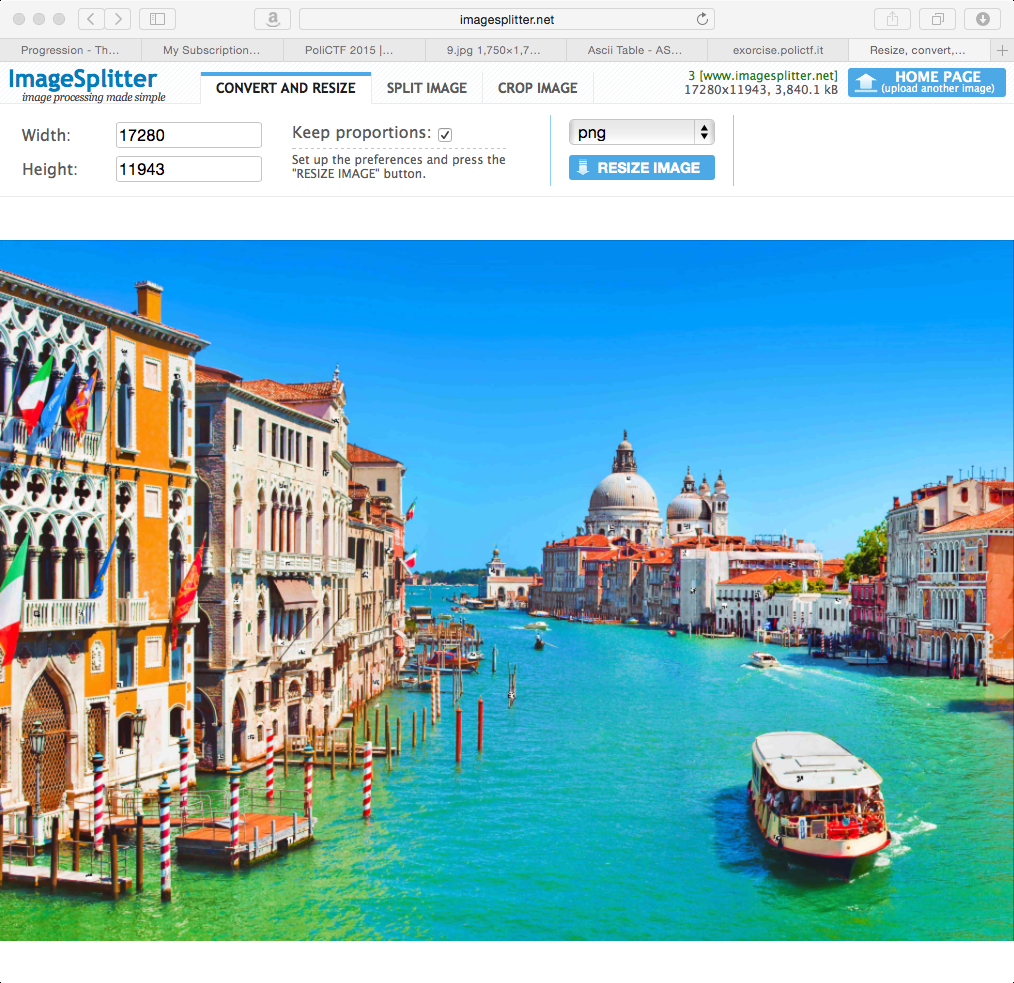 imagesplitter.net
Progression - Th...
My Subscription...
PoliCTF 2015 |...
9.jpg 1,750×1,7...
Ascii Table - AS...
exorcise.polictf.it
Resize, convert,...
ImageSplitter
image processing made simple
CONVERT AND RESIZE
SPLIT IMAGE
CROP IMAGE
3 [www.imagesplitter.net]
17280x11943, 3,840.1 kB
HOME PAGE
(upload another image)
Width:
17280
Height:
11943
Keep proportions:
Set up the preferences and press the
"RESIZE IMAGE" button.
png
RESIZE IMAGE